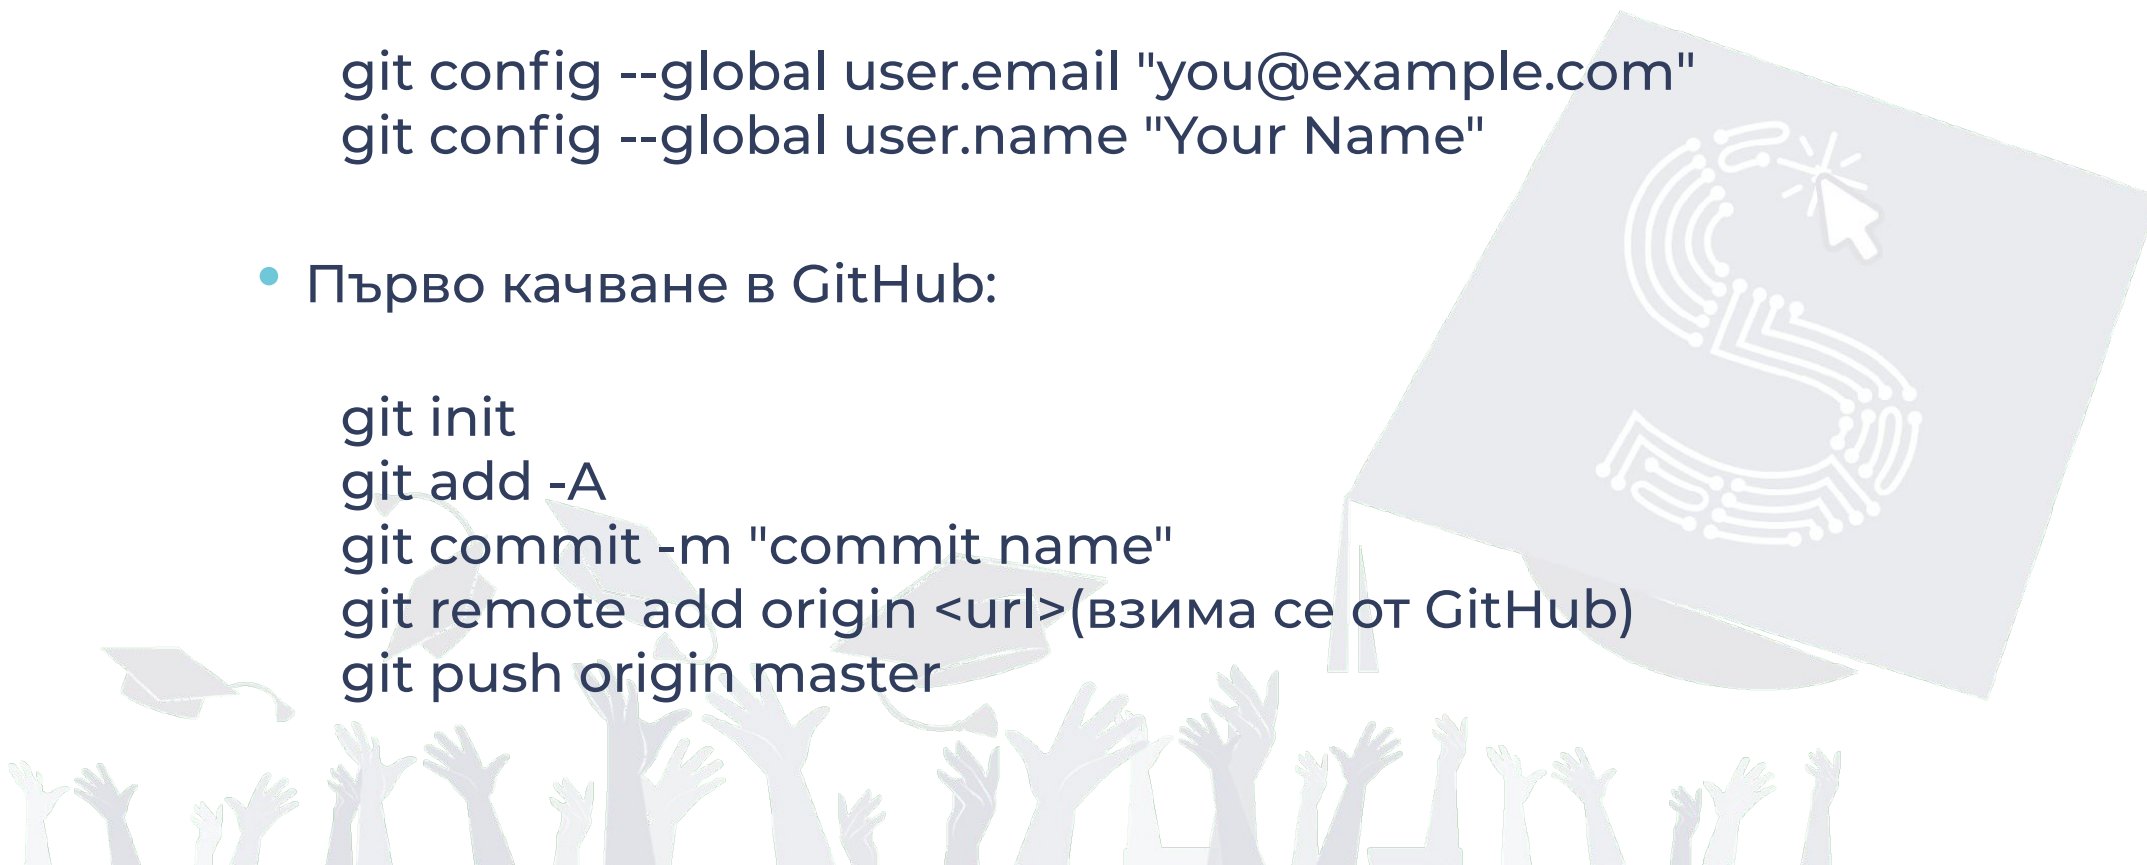 git config --global user.email "you@example.com"
git config --global user.name "Your Name"
• Първо качване в GitHub:
git init
git add -A
git commit -m "commit name"
git remote add origin <url>(взима се от GitHub)
git push origin master